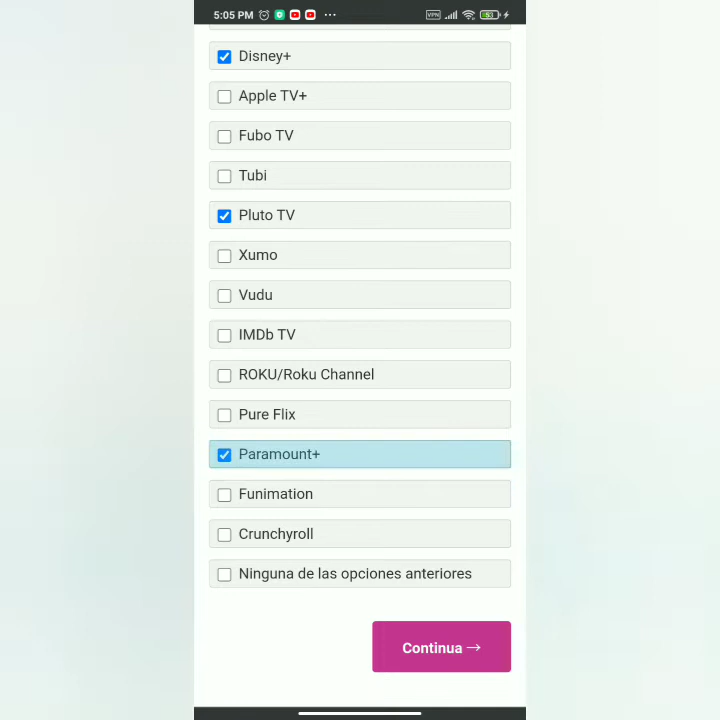 5:05 PM
VPN
Disney+
Apple TV+
Fubo TV
Tubi
Pluto TV
Xumo
Vudu
IMDb TV
ROKU/Roku Channel
Pure Flix
Paramount+
Funimation
Crunchyroll
Ninguna de las opciones anteriores
Continua →